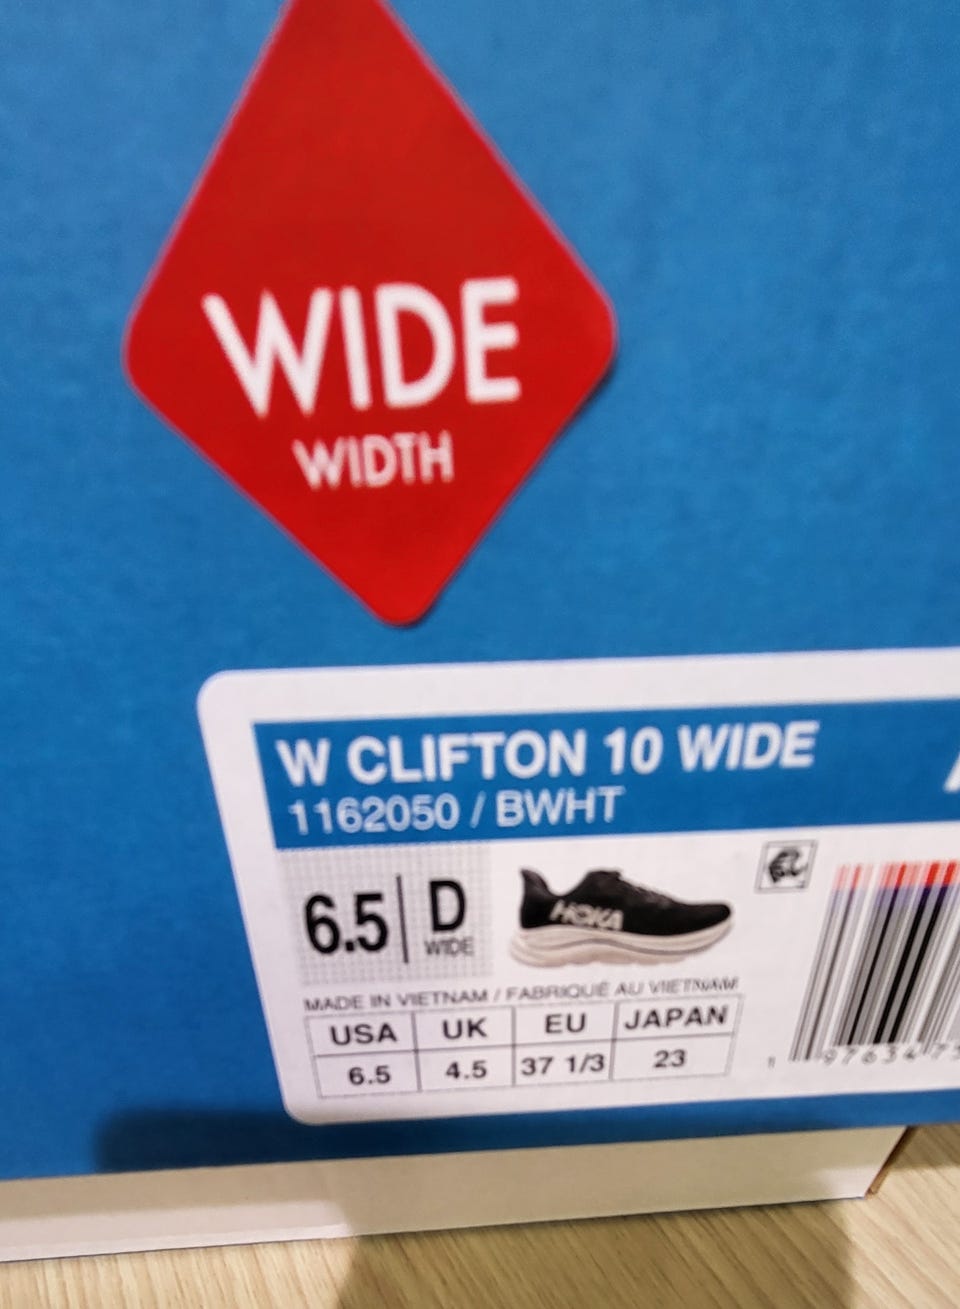 WIDE
WIDTH
W CLIFTON 10 WIDE
1162050 / BWHT
6.5 D
WIDE
HOKA
MADE IN VIETNAM / FABRIQUÉ AU VIETNAM
USA UK EU JAPAN
6.5 4.5 37 1/3 23